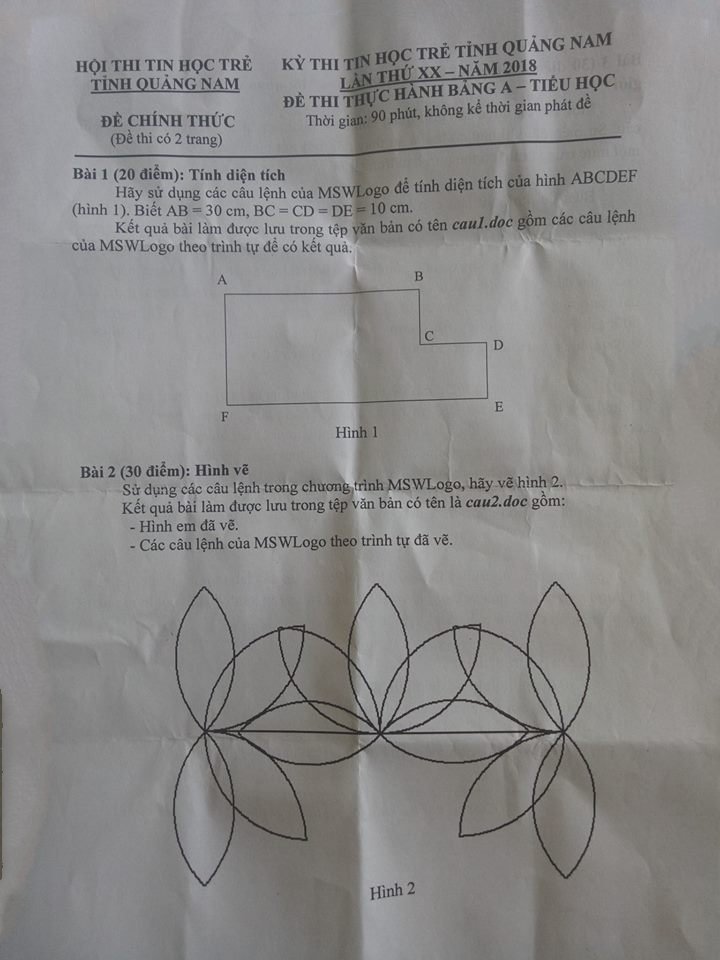 HỘI THI TIN HỌC TRẺ
TỈNH QUẢNG NAM
ĐỀ CHÍNH THỨC
(Đề thi có 2 trang)
KỲ THI TIN HỌC TRẺ TỈNH QUẢNG NAM
LẦN THỨ XX – NĂM 2018
ĐỀ THI THỰC HÀNH BẢNG A – TIỂU HỌC
Thời gian: 90 phút, không kể thời gian phát đề
Bài 1 (20 điểm): Tính diện tích
Hãy sử dụng các câu lệnh của MSWLogo để tính diện tích của hình ABCDEF
(hình 1). Biết AB = 30 cm, BC = CD = DE = 10 cm.
Kết quả bài làm được lưu trong tệp văn bản có tên cau1.doc gồm các câu lệnh
của MSWLogo theo trình tự để có kết quả.
A
B
C
D
F
E
Hình 1
Bài 2 (30 điểm): Hình vẽ
Sử dụng các câu lệnh trong chương trình MSWLogo, hãy vẽ hình 2.
Kết quả bài làm được lưu trong tệp văn bản có tên là cau2.doc gồm:
- Hình em đã vẽ.
- Các câu lệnh của MSWLogo theo trình tự đã vẽ.
Hình 2